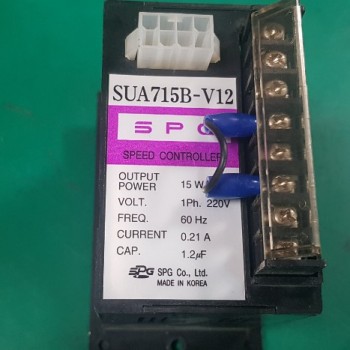 SUA715B-V12
SPG
SPEED CONTROLLER
OUTPUT
POWER 15 W
VOLT. 1Ph. 220V
FREQ. 60 Hz
CURRENT 0.21 A
CAP. 1.2μF
SPG SPG Co., Ltd.
MADE IN KOREA